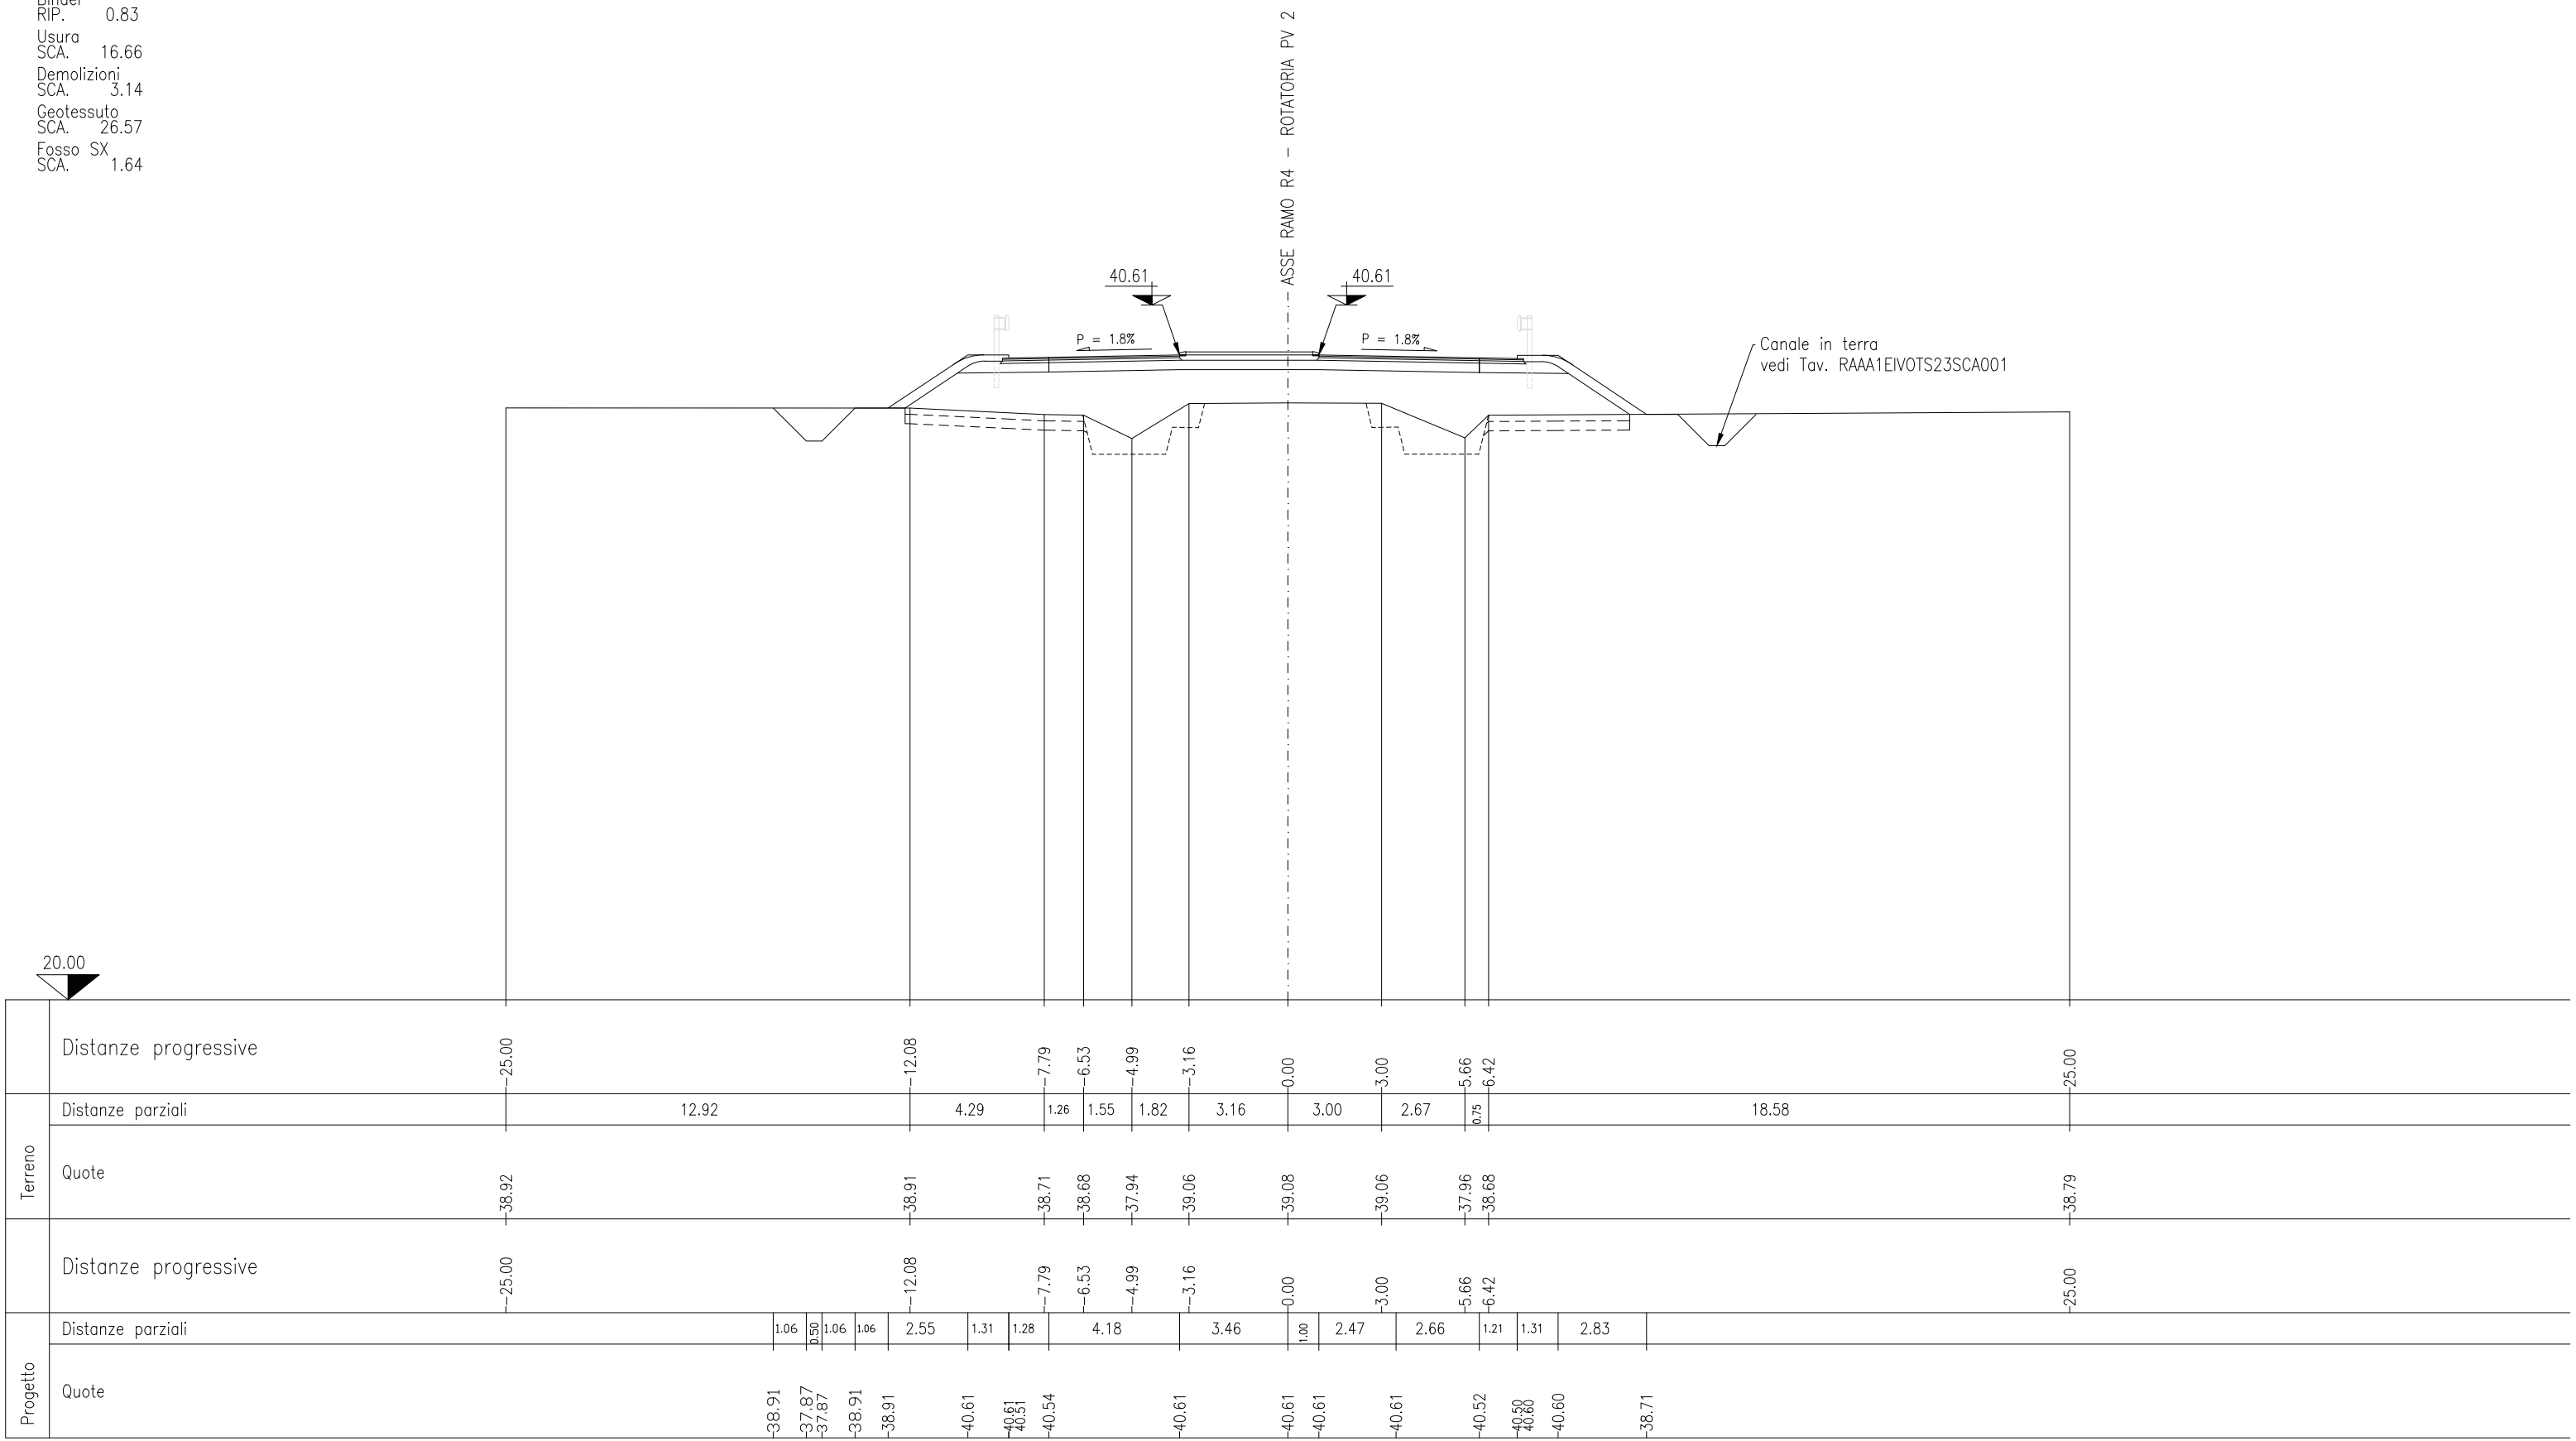 RIP. 0.83
Usura
SCA. 16.66
Demolizioni
SCA. 3.14
Geotessuto
SCA. 26.57
Fosso SX
SCA. 1.64
ASSE RAMO R4 - ROTATORIA PV 2
40.61 40.61
P = 1.8% P = 1.8%
Canale in terra
vedi Tav. RAAA1EIVOTS23SCA001
20.00
Distanze progressive -25.00 -12.08 -7.79 -6.53 -4.99 -3.16 0.00 3.00 5.66 6.42 25.00
Terreno
Distanze parziali 12.92 4.29 1.26 1.55 1.82 3.16 3.00 2.67 0.75 18.58
Quote 38.92 38.91 38.71 38.68 37.94 39.06 39.08 39.06 37.96 38.68 38.79
Distanze progressive -25.00 -12.08 -7.79 -6.53 -4.99 -3.16 0.00 3.00 5.66 6.42 25.00
Progetto
Distanze parziali 1.06 0.50 1.06 1.06 2.55 1.31 1.28 4.18 3.46 1.00 2.47 2.66 1.21 1.31 2.83
Quote 38.91 37.87 37.87 38.91 38.91 40.61 40.61 40.51 40.54 40.61 40.61 40.61 40.61 40.52 40.50 40.60 40.60 38.71